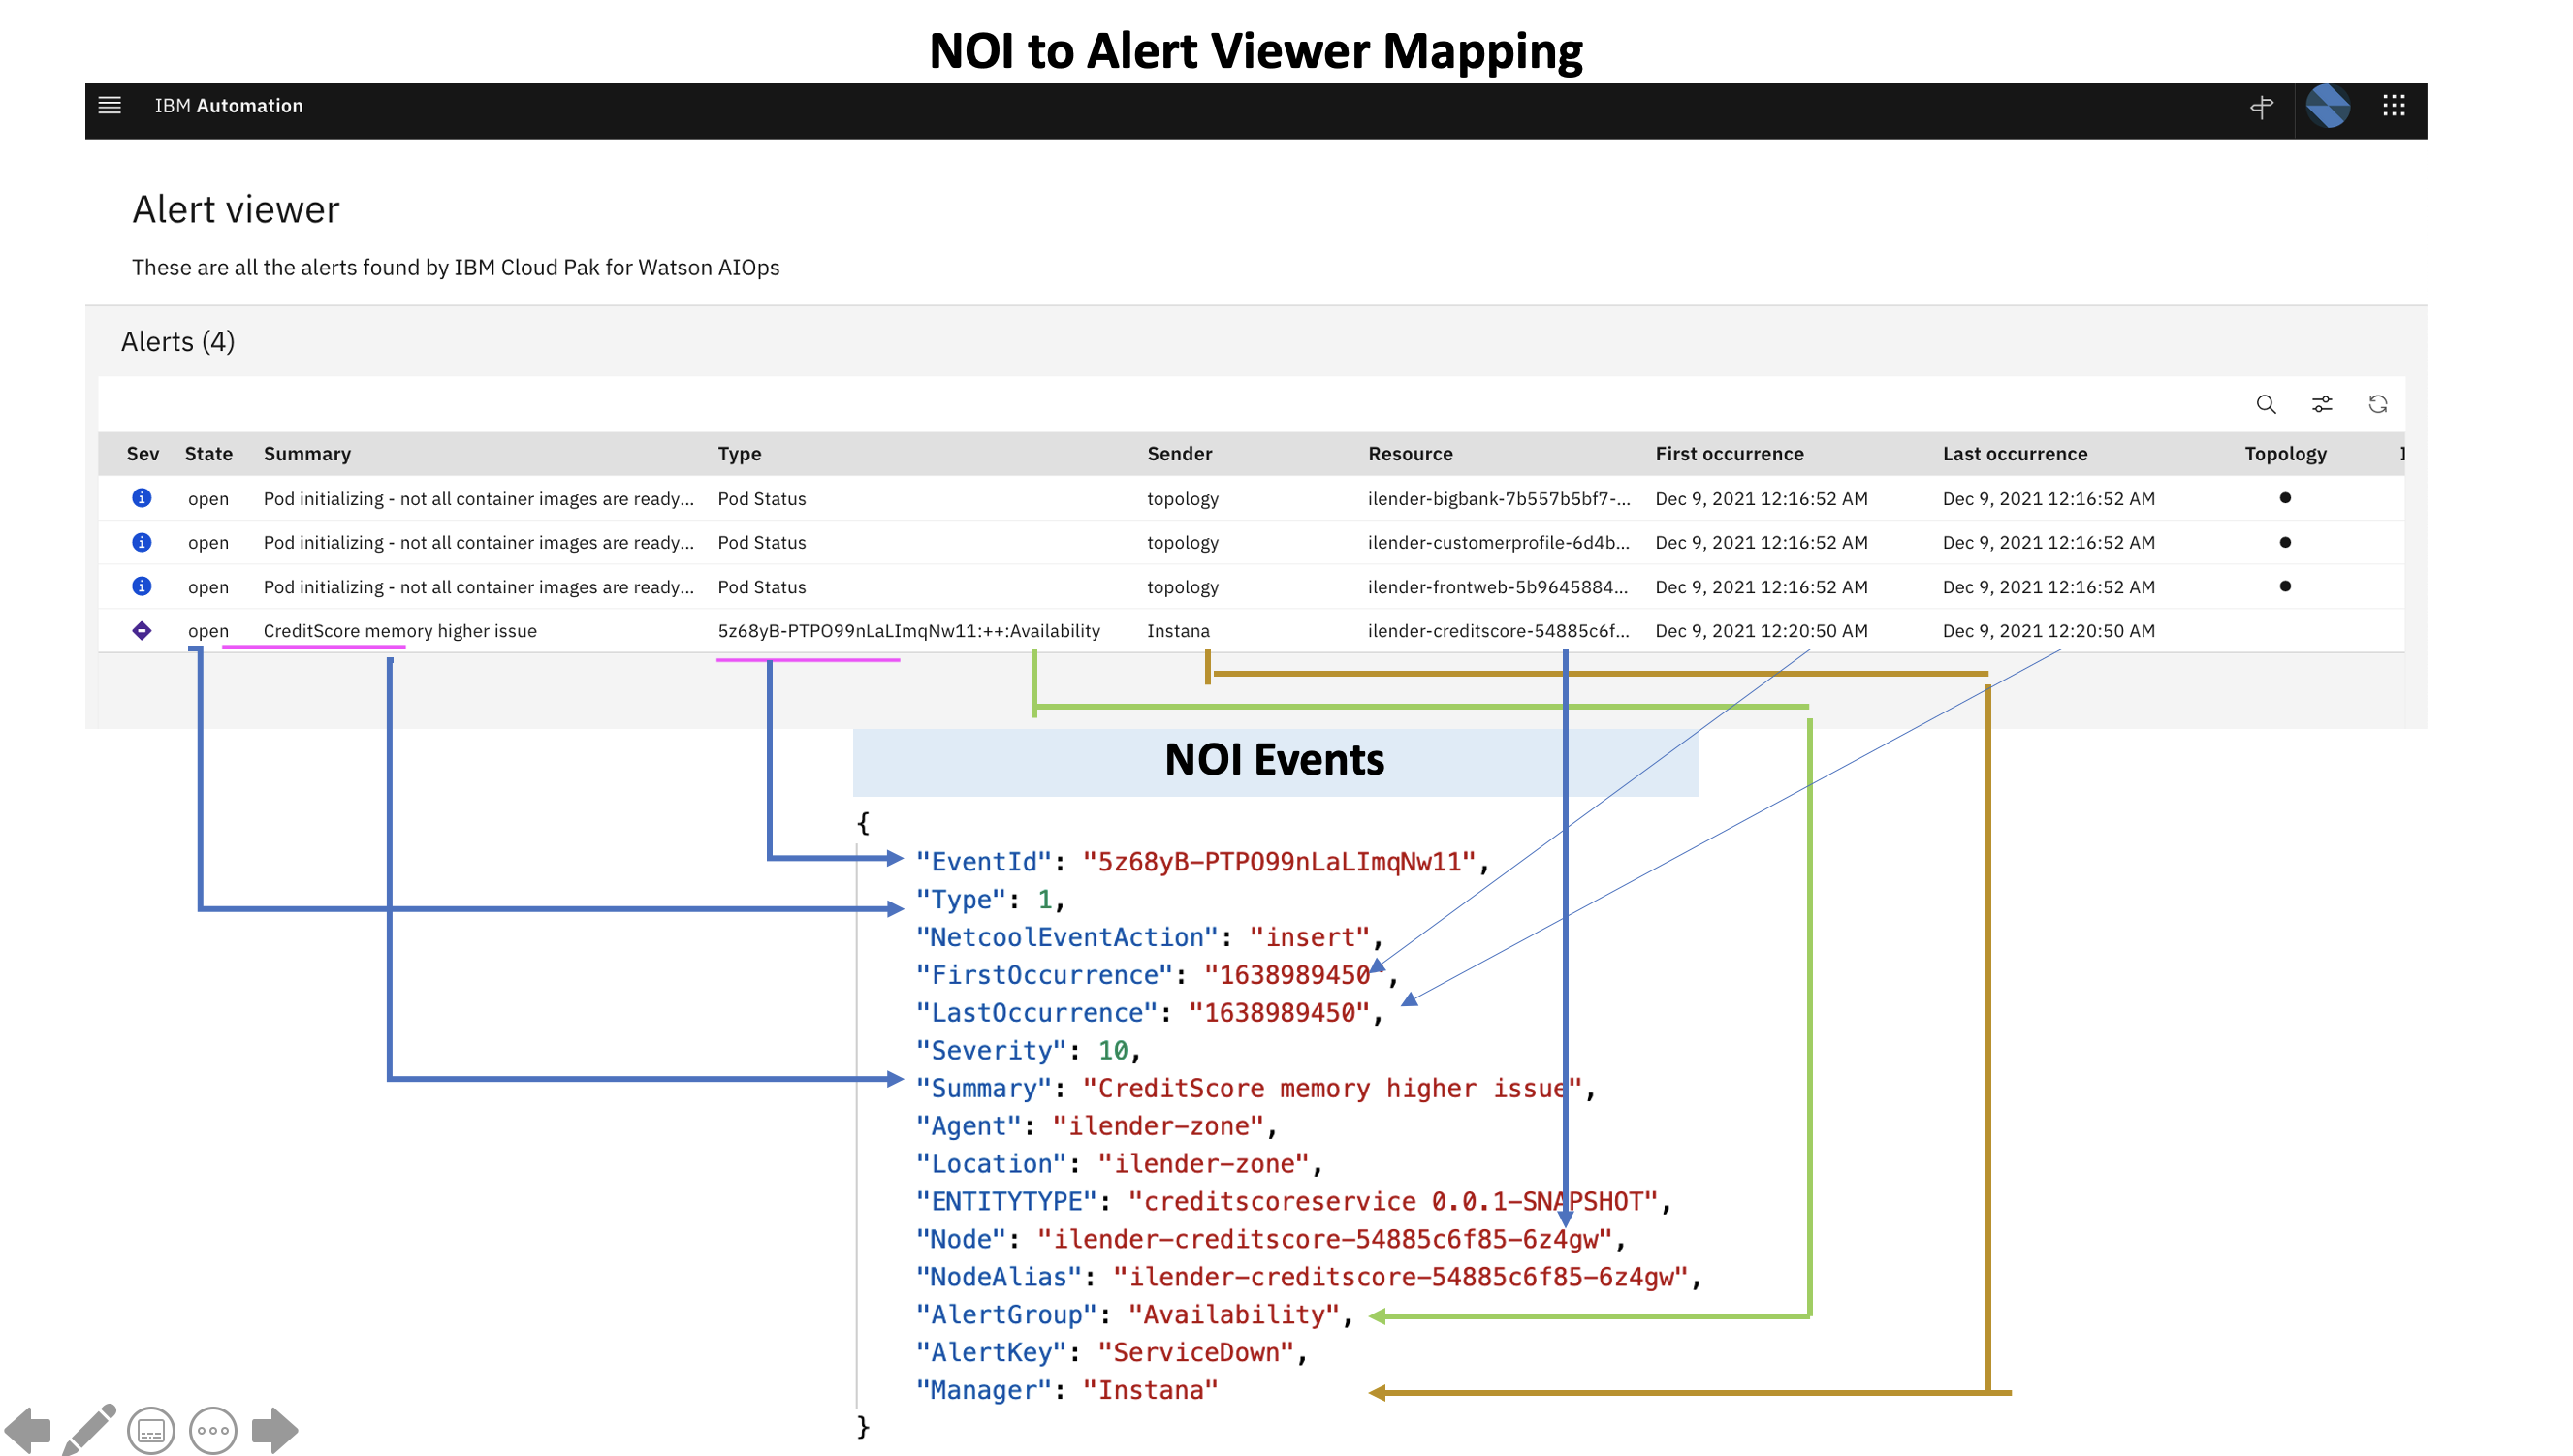 NOI to Alert Viewer Mapping
IBM Automation
Alert viewer
These are all the alerts found by IBM Cloud Pak for Watson AIOps
Alerts (4)
Sev State Summary Type Sender Resource First occurrence Last occurrence Topology
open Pod initializing - not all container images are ready... Pod Status topology ilender-bigbank-7b557b5bf7-... Dec 9, 2021 12:16:52 AM Dec 9, 2021 12:16:52 AM
open Pod initializing - not all container images are ready... Pod Status topology ilender-customerprofile-6d4b... Dec 9, 2021 12:16:52 AM Dec 9, 2021 12:16:52 AM
open Pod initializing - not all container images are ready... Pod Status topology ilender-frontweb-5b9645884... Dec 9, 2021 12:16:52 AM Dec 9, 2021 12:16:52 AM
open CreditScore memory higher issue 5z68yB-PTPO99nLaLImqNw11:++:Availability Instana ilender-creditscore-54885c6f... Dec 9, 2021 12:20:50 AM Dec 9, 2021 12:20:50 AM
NOI Events
{
"EventId": "5z68yB-PTPO99nLaLImqNw11",
"Type": 1,
"NetcoolEventAction": "insert",
"FirstOccurrence": "1638989450",
"LastOccurrence": "1638989450",
"Severity": 10,
"Summary": "CreditScore memory higher issue",
"Agent": "ilender-zone",
"Location": "ilender-zone",
"ENTITYTYPE": "creditscoreservice 0.0.1-SNAPSHOT",
"Node": "ilender-creditscore-54885c6f85-6z4gw",
"NodeAlias": "ilender-creditscore-54885c6f85-6z4gw",
"AlertGroup": "Availability",
"AlertKey": "ServiceDown",
"Manager": "Instana"
}